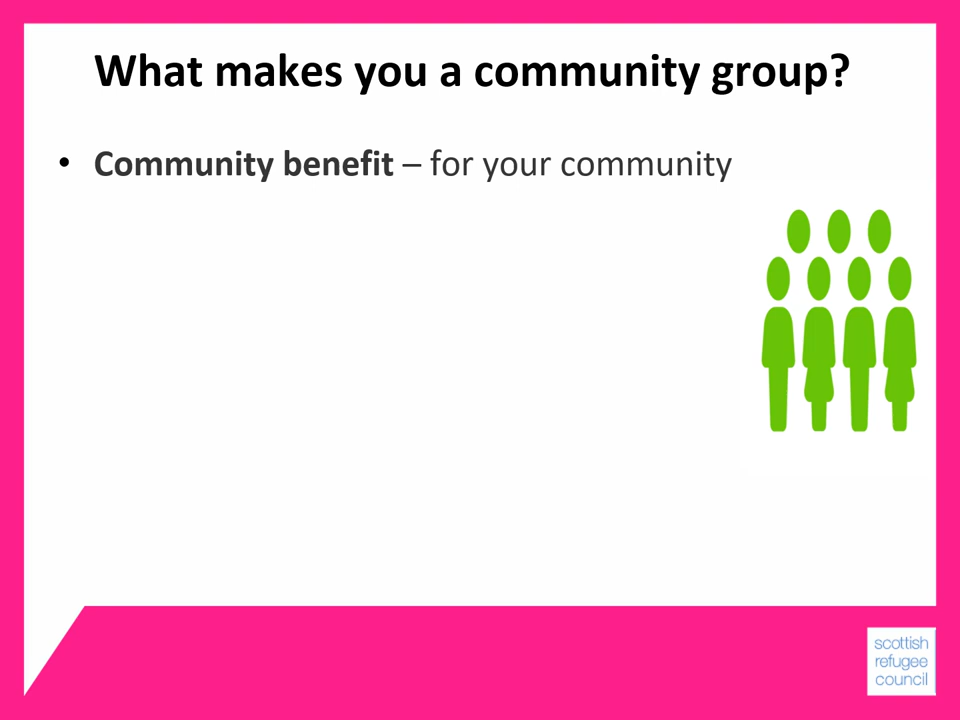 What makes you a community group?
• Community benefit – for your community
scottish
refugee
council